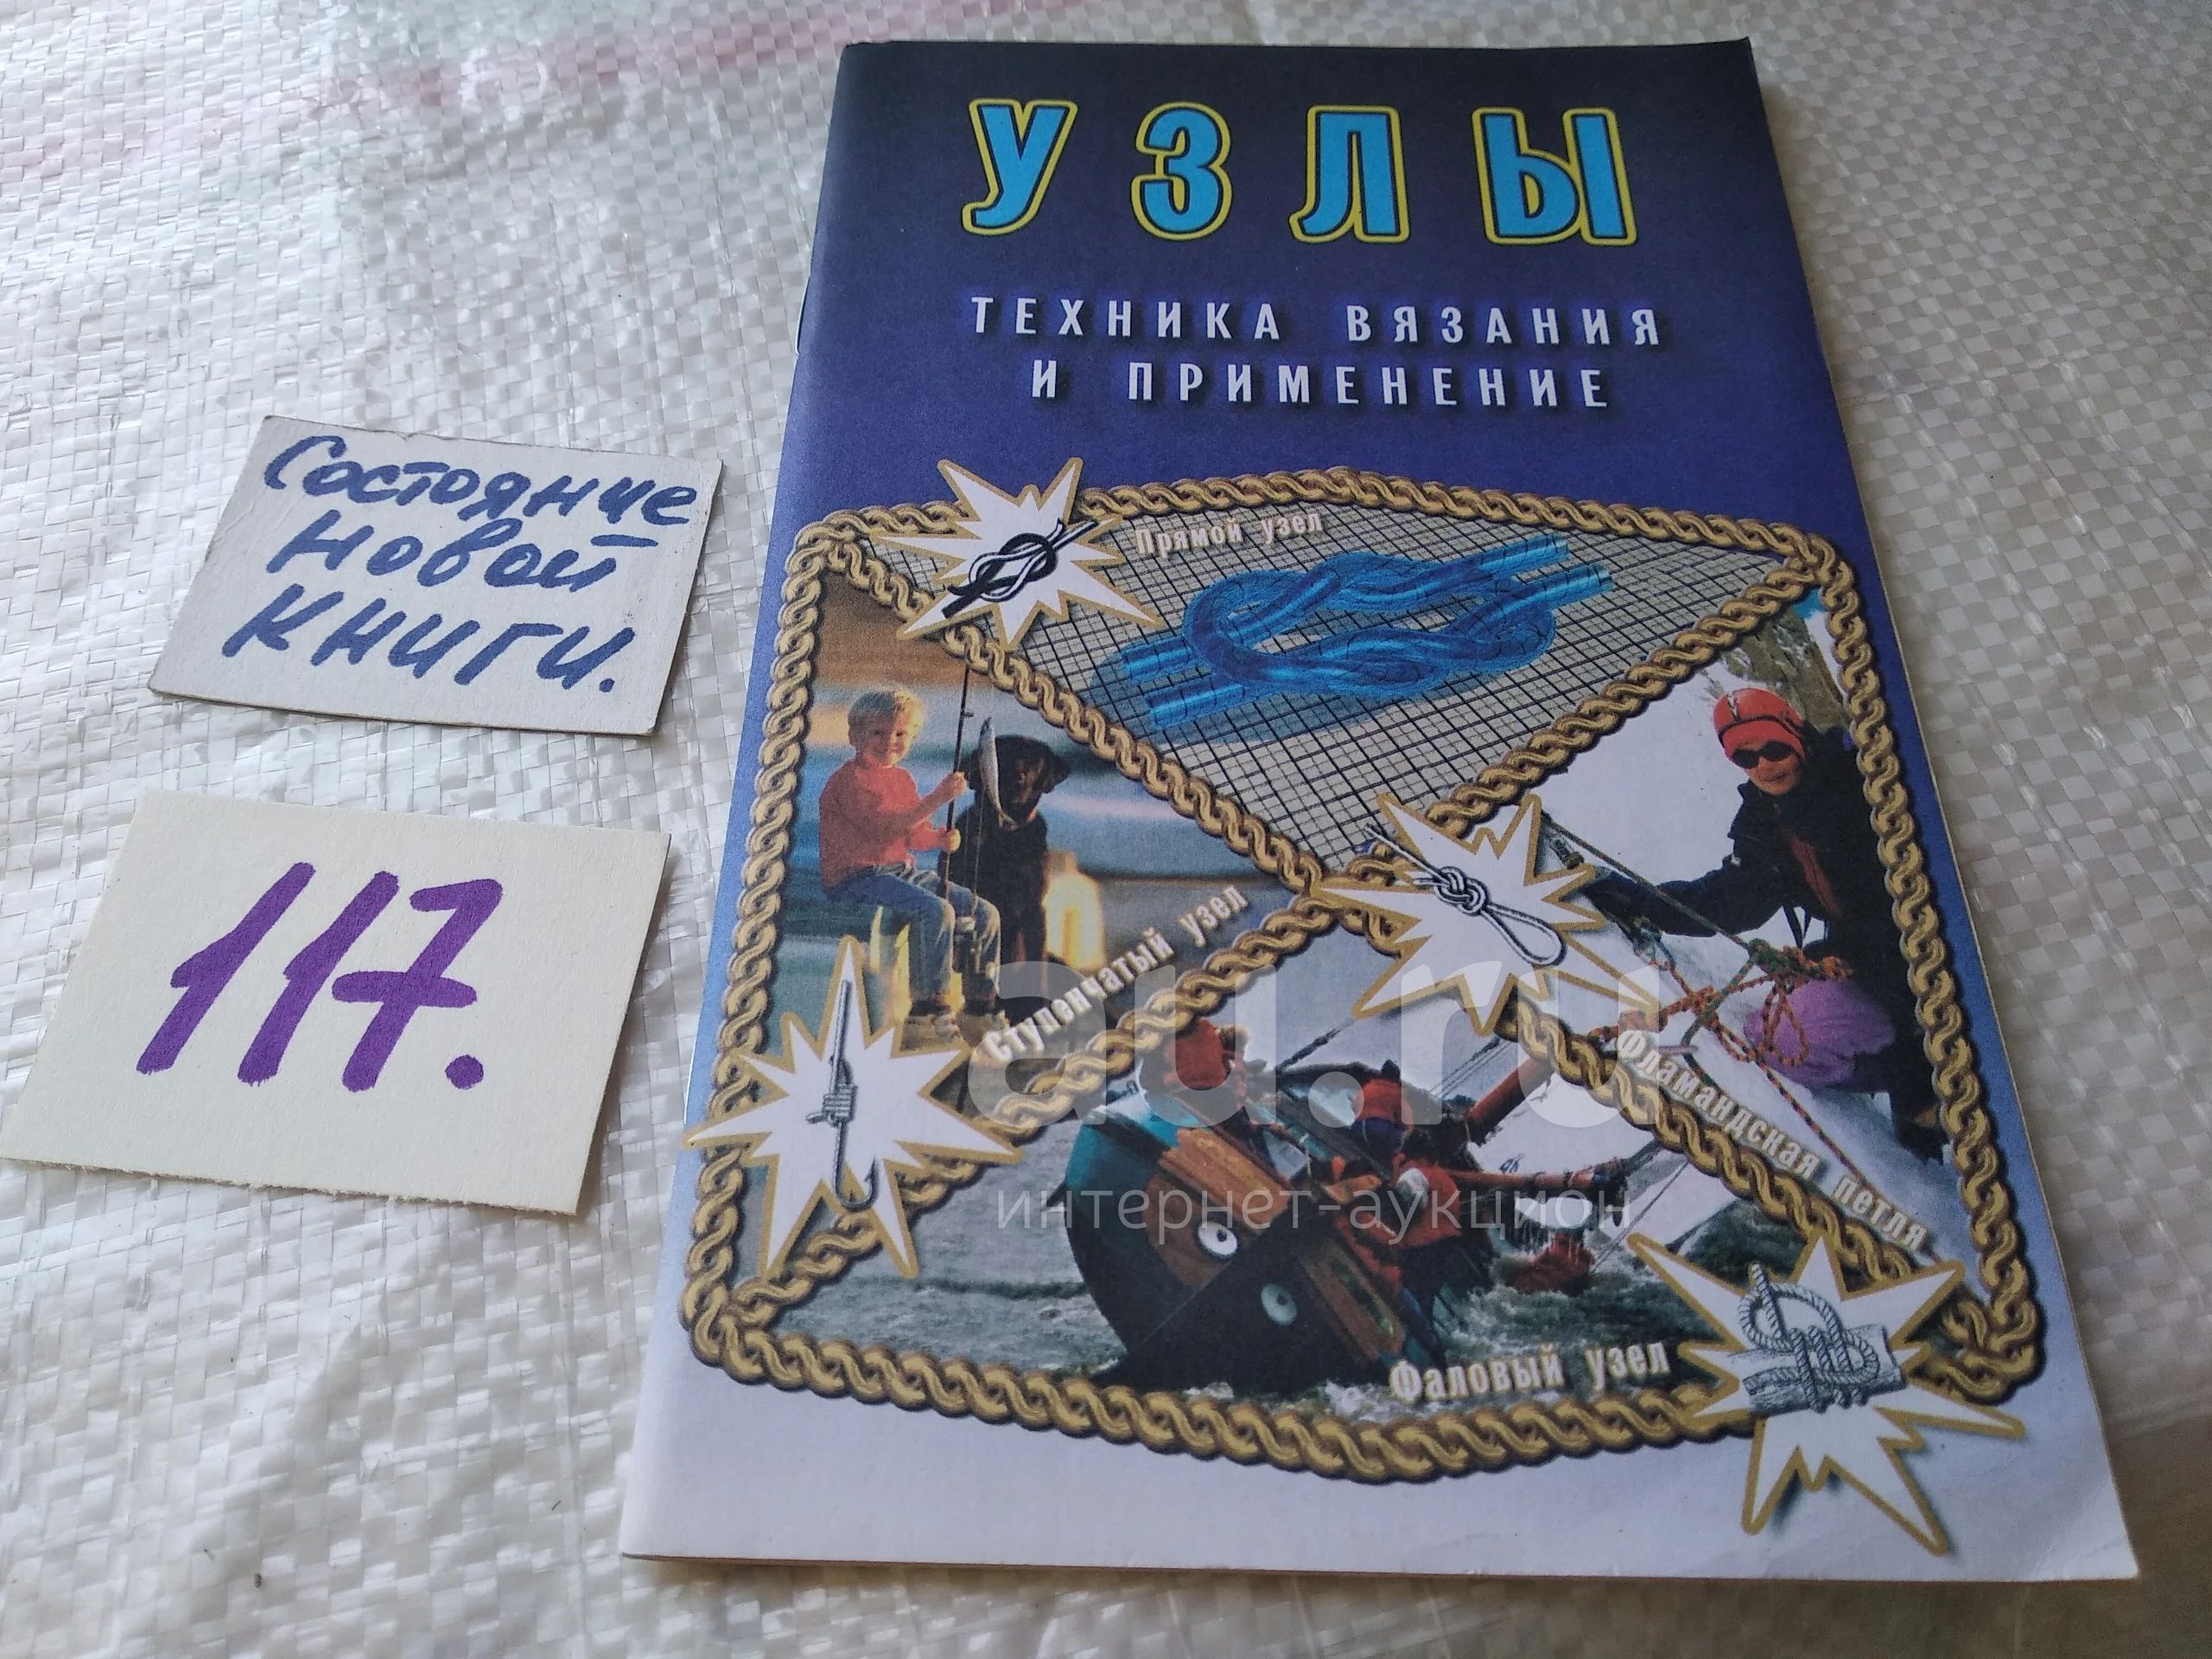 УЗЛЫ
ТЕХНИКА ВЯЗАНИЯ
И ПРИМЕНЕНИЕ
Состояние
новой
книги.
117.
Прямой узел
Ступенчатый узел
Фламандская петля
Фаловый узел
au.ru
интернет-аукцион